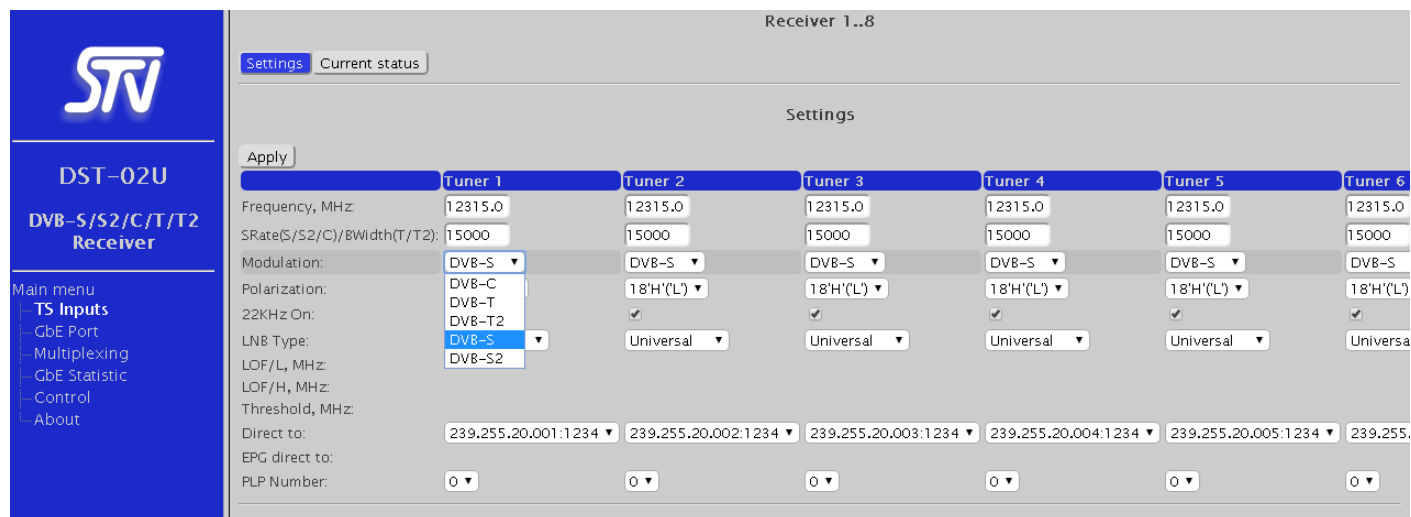 STV
DST-02U
DVB-S/S2/C/T/T2
Receiver
Main menu
TS Inputs
GbE Port
Multiplexing
GbE Statistic
Control
About
Receiver 1..8
Settings Current status
Settings
Apply
Tuner 1 Tuner 2 Tuner 3 Tuner 4 Tuner 5 Tuner 6
Frequency, MHz: 12315.0 12315.0 12315.0 12315.0 12315.0 12315.0
SRate(S/S2/C)/BWidth(T/T2): 15000 15000 15000 15000 15000 15000
Modulation: DVB-S DVB-S DVB-S DVB-S DVB-S DVB-S
DVB-C
DVB-T
DVB-T2
DVB-S
DVB-S2
Polarization: 18'H'('L') 18'H'('L') 18'H'('L') 18'H'('L') 18'H'('L')
22KHz On:
LNB Type: Universal Universal Universal Universal Universa
LOF/L, MHz:
LOF/H, MHz:
Threshold, MHz:
Direct to: 239.255.20.001:1234 239.255.20.002:1234 239.255.20.003:1234 239.255.20.004:1234 239.255.20.005:1234 239.255.
EPG direct to:
PLP Number: 0 0 0 0 0 0